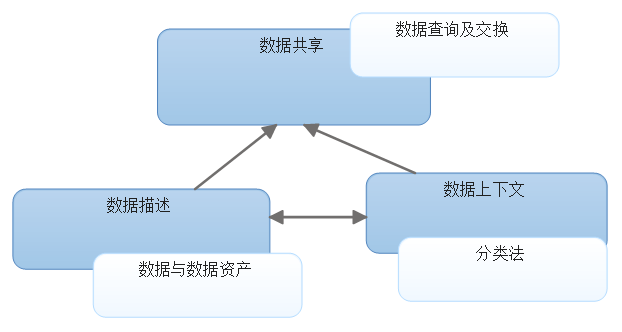 数据共享
数据查询及交换
数据描述
数据与数据资产
数据上下文
分类法